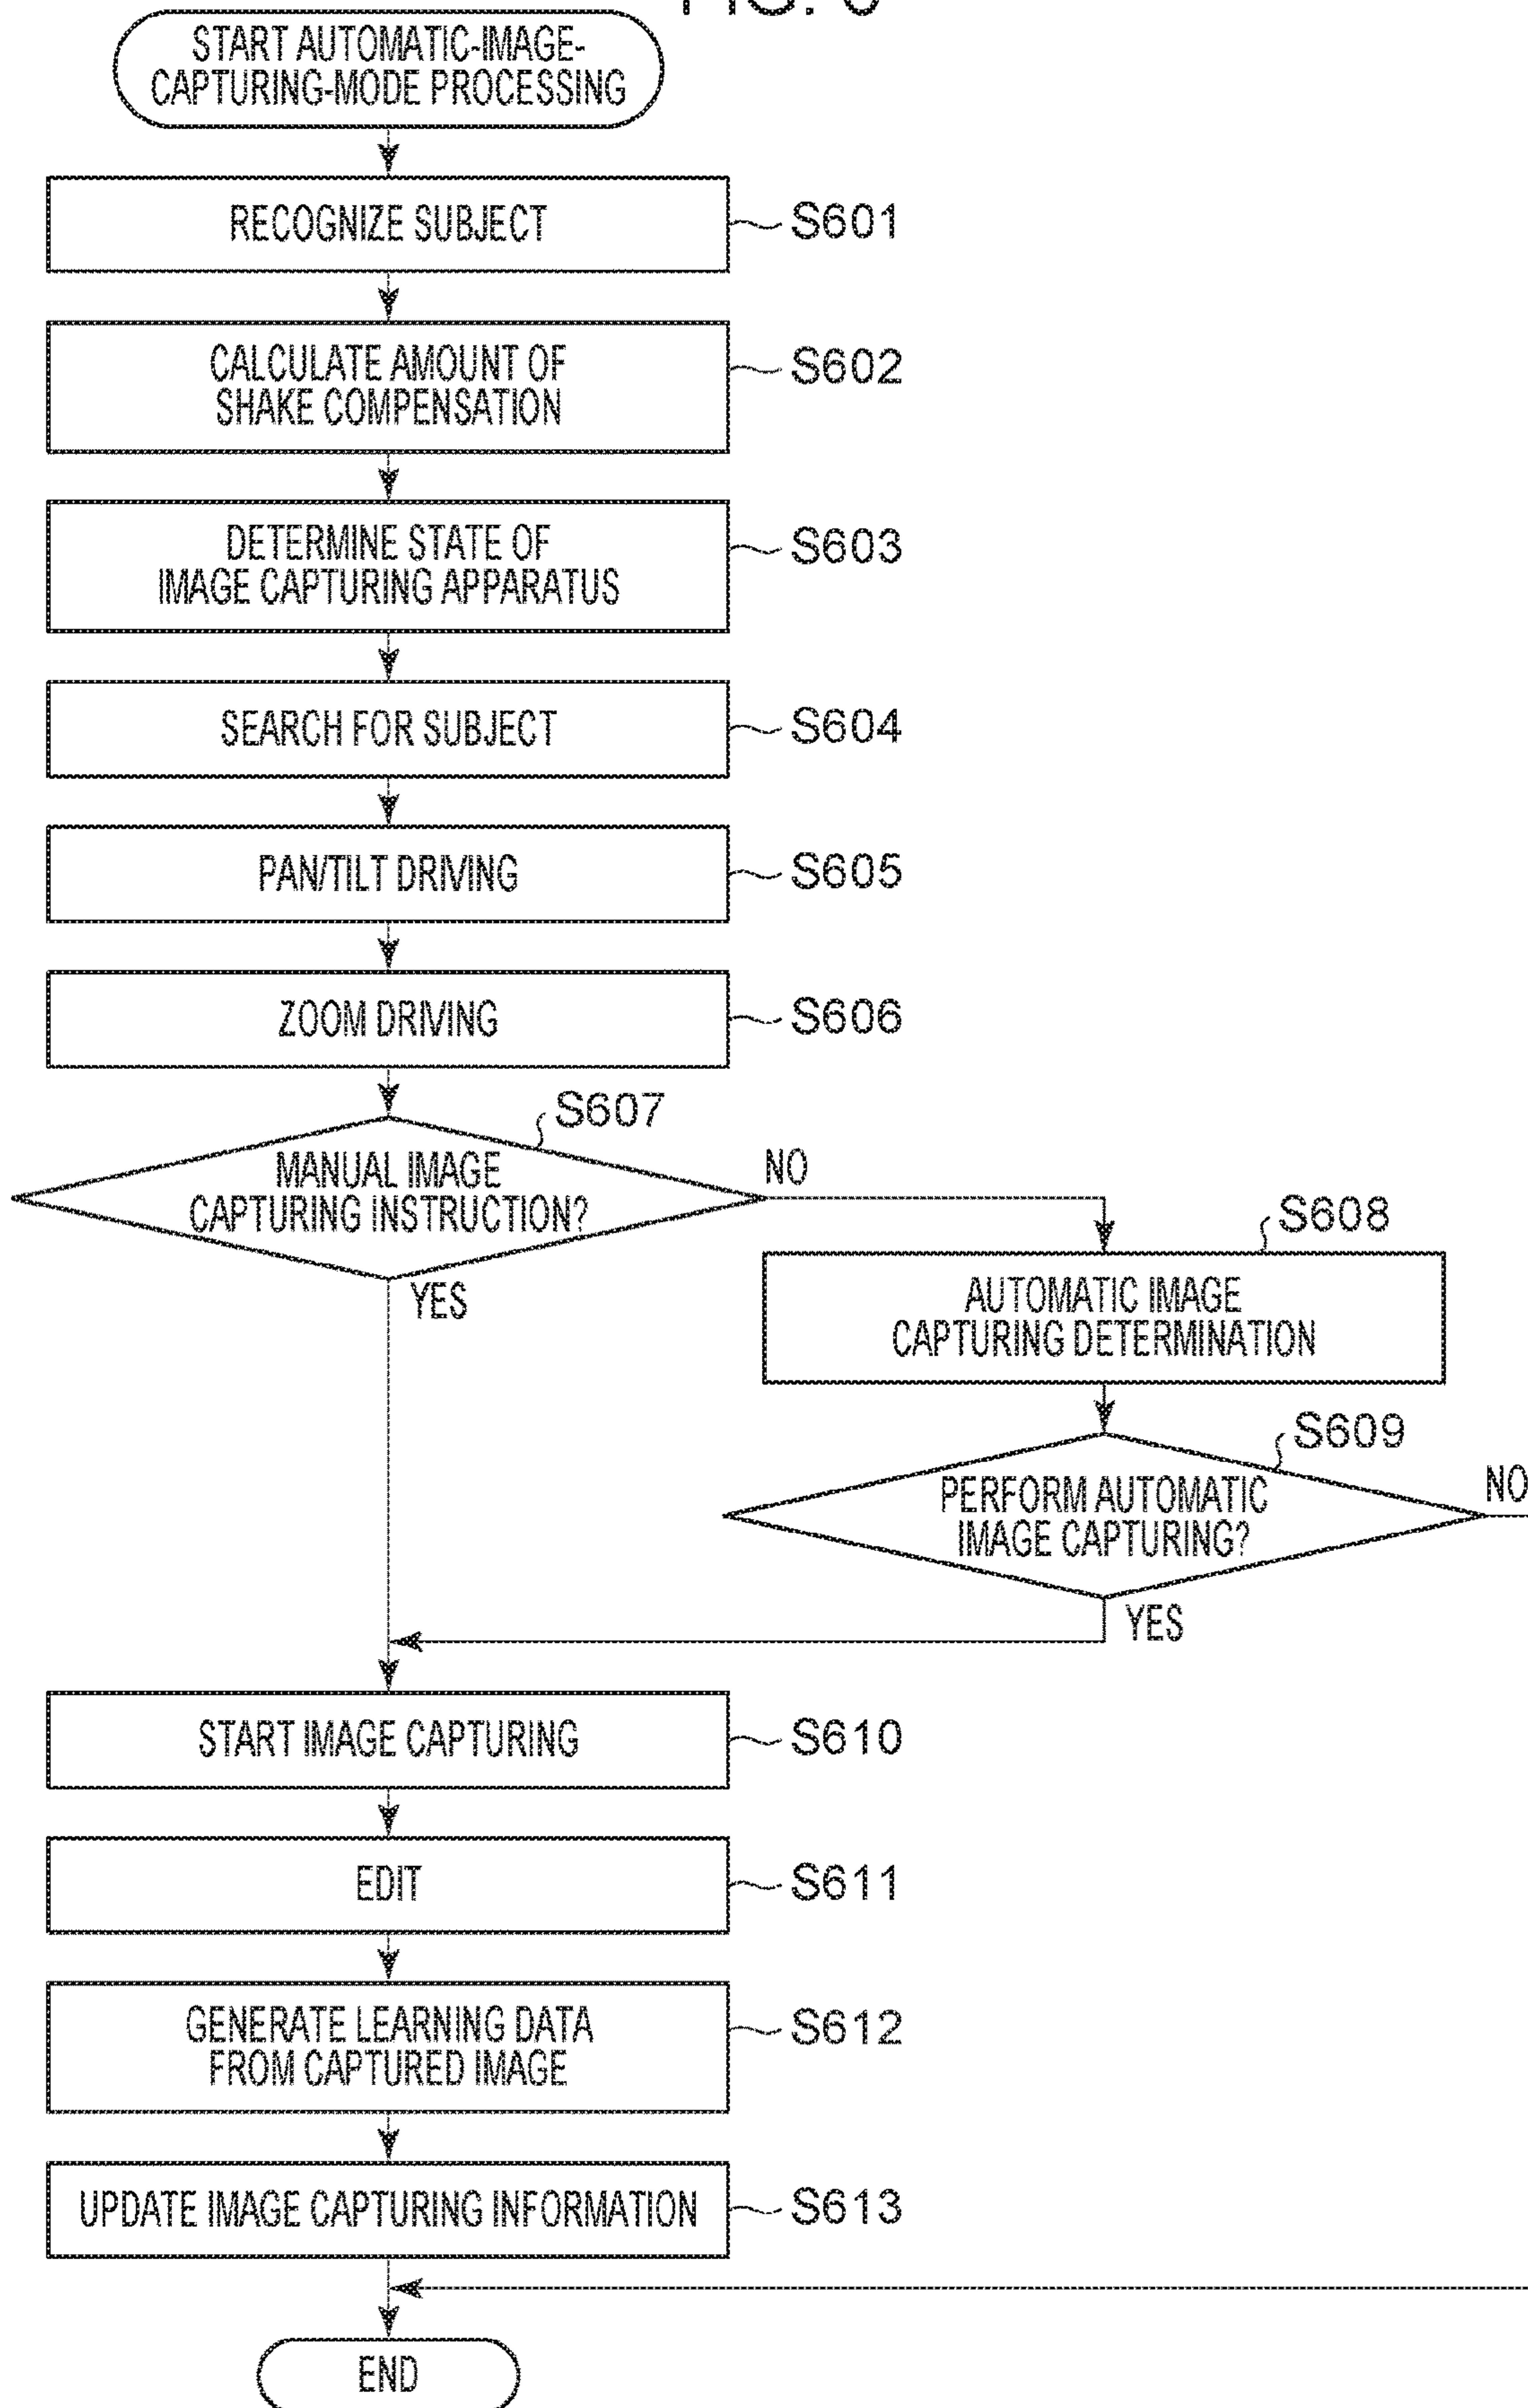 START AUTOMATIC-IMAGE-
CAPTURING-MODE PROCESSING
RECOGNIZE SUBJECT
S601
CALCULATE AMOUNT OF
SHAKE COMPENSATION
S602
DETERMINE STATE OF
IMAGE CAPTURING APPARATUS
S603
SEARCH FOR SUBJECT
S604
PAN/TILT DRIVING
S605
ZOOM DRIVING
S606
S607
MANUAL IMAGE
CAPTURING INSTRUCTION?
NO
YES
S608
AUTOMATIC IMAGE
CAPTURING DETERMINATION
S609
PERFORM AUTOMATIC
IMAGE CAPTURING?
NO
YES
START IMAGE CAPTURING
S610
EDIT
S611
GENERATE LEARNING DATA
FROM CAPTURED IMAGE
S612
UPDATE IMAGE CAPTURING INFORMATION
S613
END